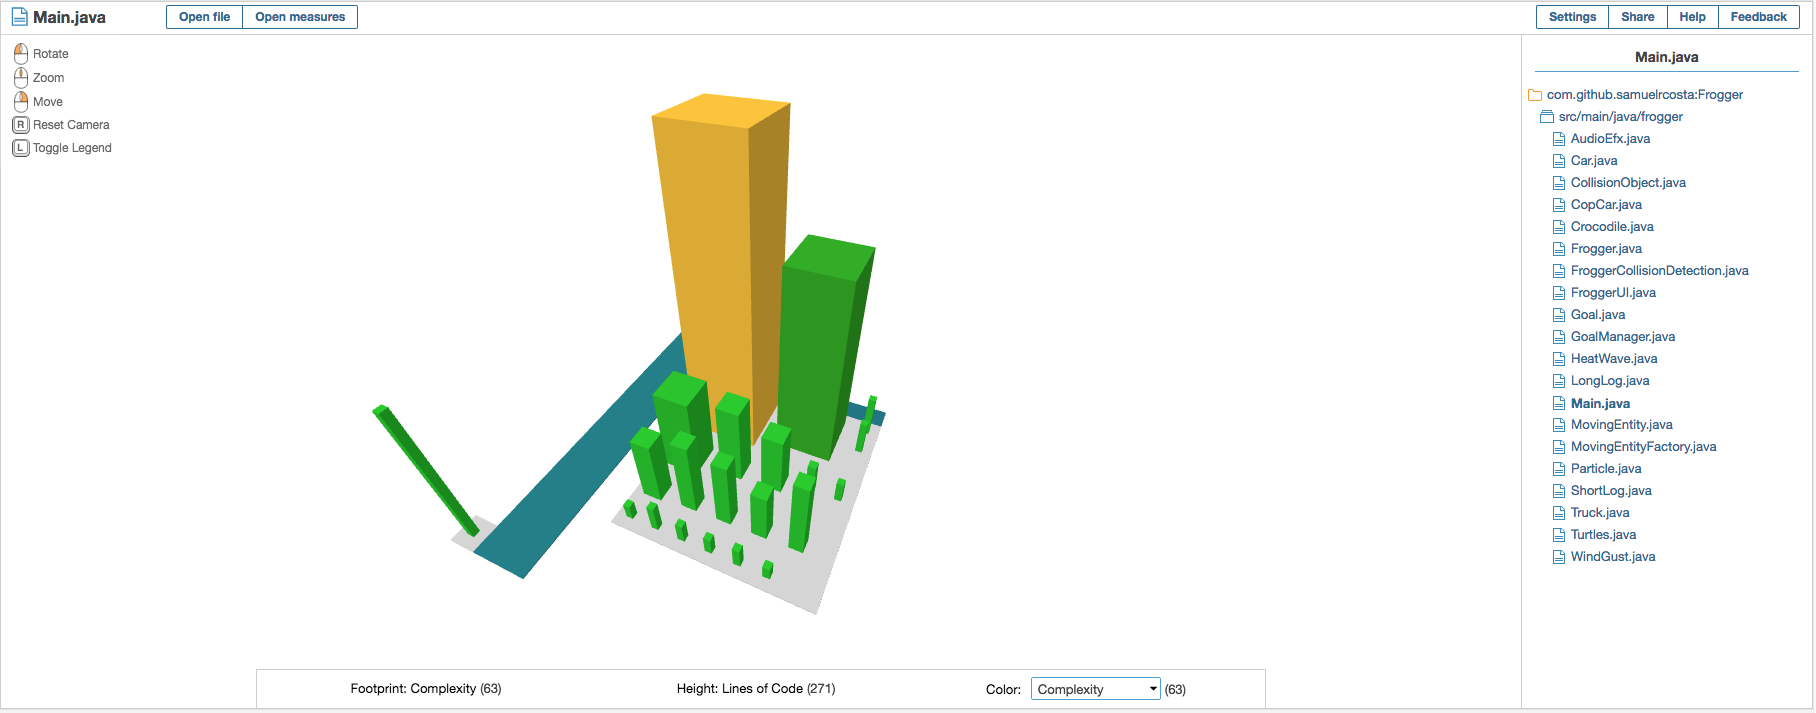 Main.java
Open file Open measures
Settings Share Help Feedback
Rotate
Zoom
Move
R Reset Camera
L Toggle Legend
Main.java
com.github.samuelrcosta:Frogger
src/main/java/frogger
AudioEfx.java
Car.java
CollisionObject.java
CopCar.java
Crocodile.java
Frogger.java
FroggerCollisionDetection.java
FroggerUI.java
Goal.java
GoalManager.java
HeatWave.java
LongLog.java
Main.java
MovingEntity.java
MovingEntityFactory.java
Particle.java
ShortLog.java
Truck.java
Turtles.java
WindGust.java
Footprint: Complexity (63) Height: Lines of Code (271) Color: Complexity (63)